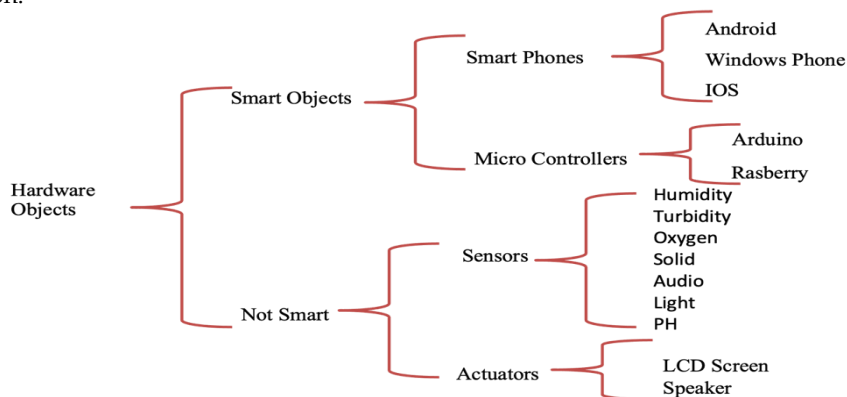 Android
Smart Phones
Windows Phone
IOS
Smart Objects
Arduino
Micro Controllers
Rasberry
Hardware
Objects
Humidity
Turbidity
Oxygen
Sensors
Solid
Audio
Light
PH
Not Smart
LCD Screen
Actuators
Speaker